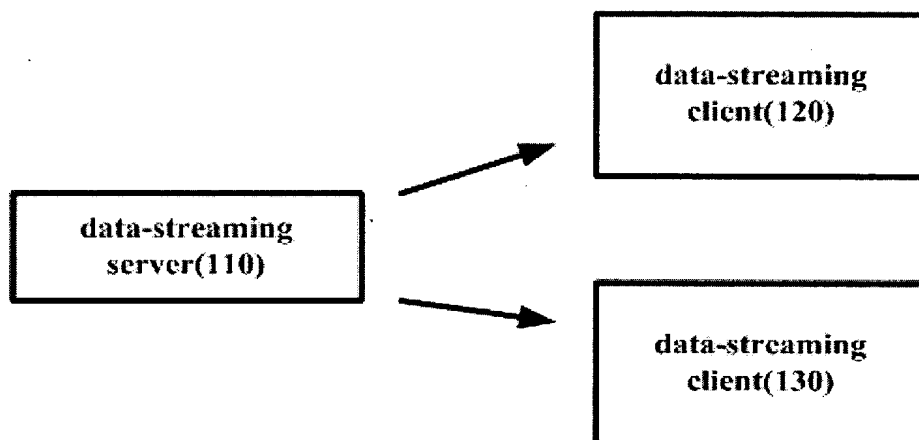 data-streaming
client(120)
data-streaming
server(110)
data-streaming
client(130)